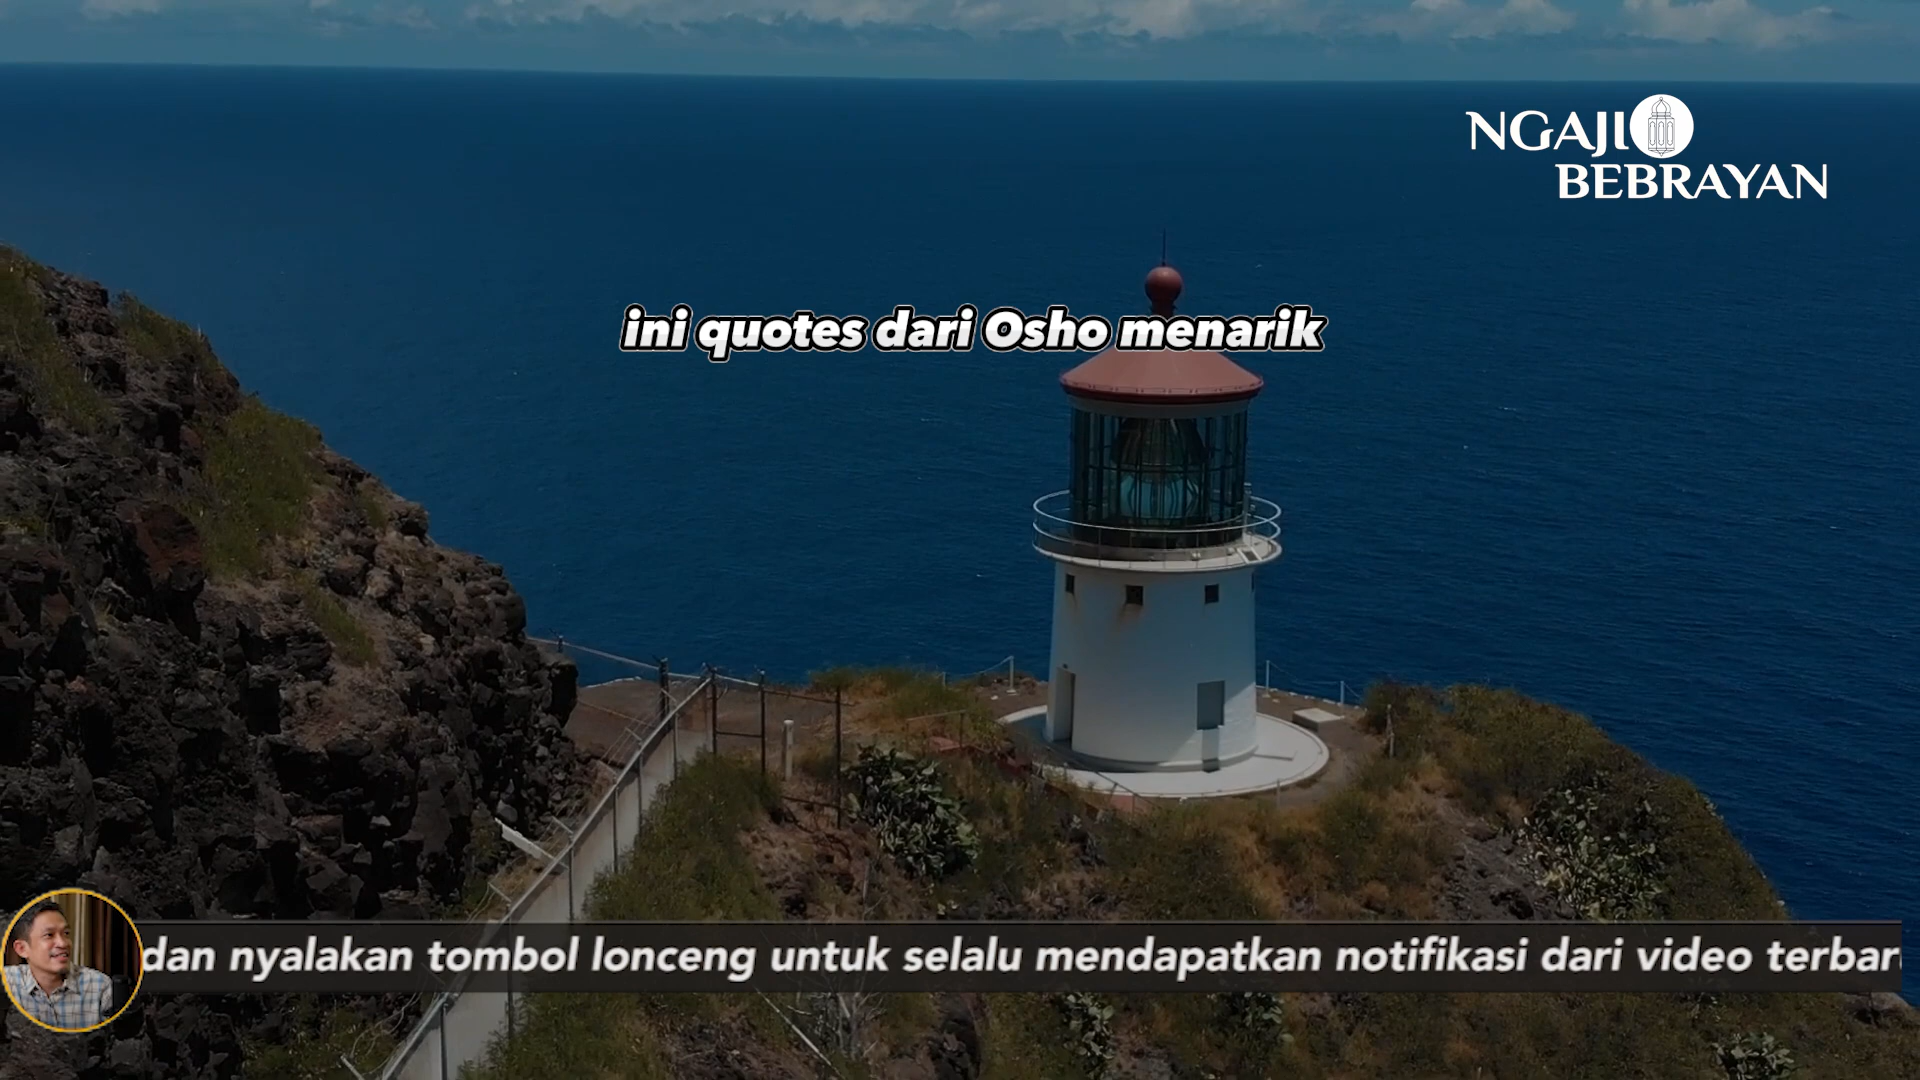 NGAJI
BEBRAYAN
ini quotes dari Osho menarik
dan nyalakan tombol lonceng untuk selalu mendapatkan notifikasi dari video